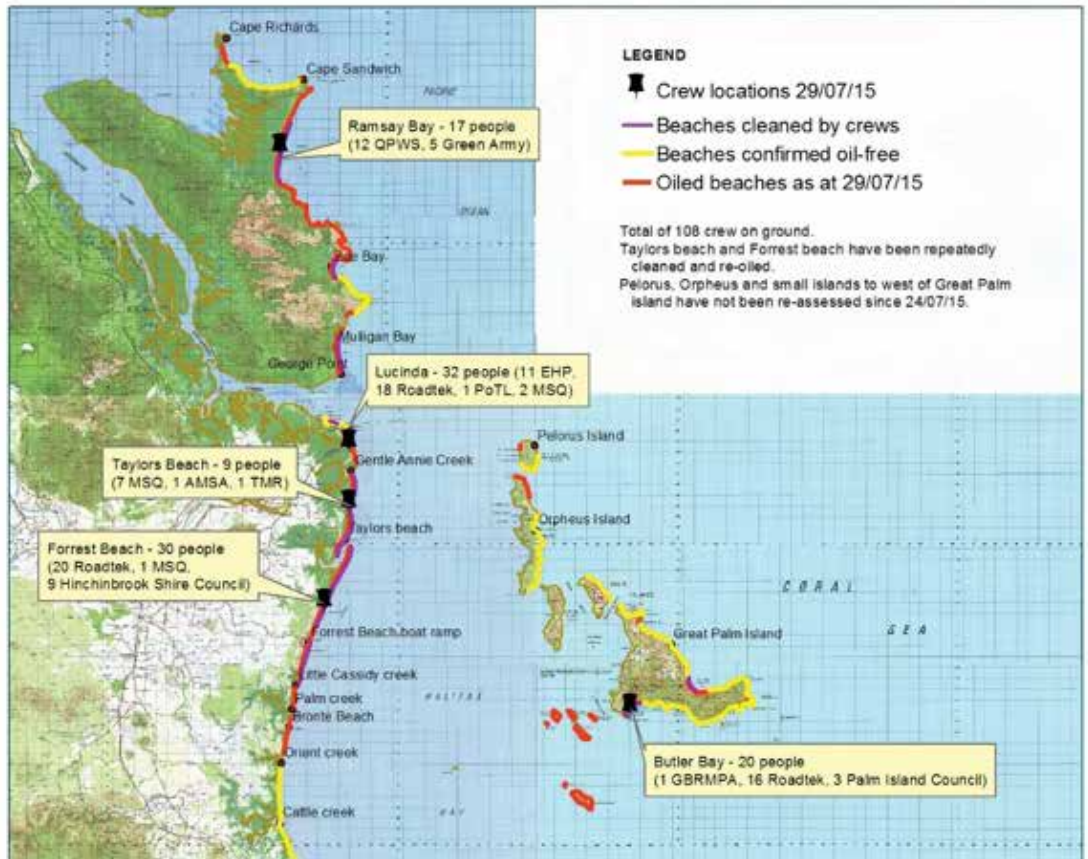 Cape Richards
Cape Sandwich
Ramsay Bay - 17 people
(12 QPWS, 5 Green Army)
LEGEND
Crew locations 29/07/15
Beaches cleaned by crews
Beaches confirmed oil-free
Oiled beaches as at 29/07/15
Total of 108 crew on ground.
Taylors beach and Forrest beach have been repeatedly
cleaned and re-oiled.
Pelorus, Orpheus and small islands to west of Great Palm
island have not been re-assessed since 24/07/15.
Bay
Mulligan Bay
George Point
Lucinda - 32 people (11 EHP,
18 Roadtek, 1 PoTL, 2 MSQ)
Pelorus Island
Gentle Annie Creek
Taylors Beach - 9 people
(7 MSQ, 1 AMSA, 1 TMR)
Orpheus Island
Taylors beach
Forrest Beach - 30 people
(20 Roadtek, 1 MSQ,
9 Hinchinbrook Shire Council)
CORAL
SEA
Great Palm Island
Forrest Beach boat ramp
Little Cassidy creek
Palm creek
HALIFAX
Bronte Beach
Orient creek
Butler Bay - 20 people
(1 GBRMPA, 16 Roadtek, 3 Palm Island Council)
Cattle creek
BAY